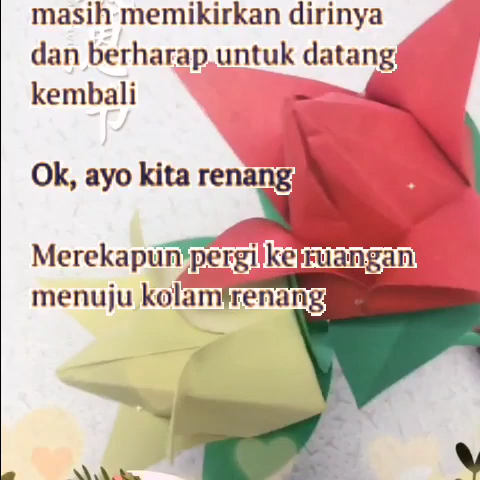 masih memikirkan dirinya
dan berharap untuk datang
kembali
Ok, ayo kita renang
Merekapun pergi ke ruangan
menuju kolam renang